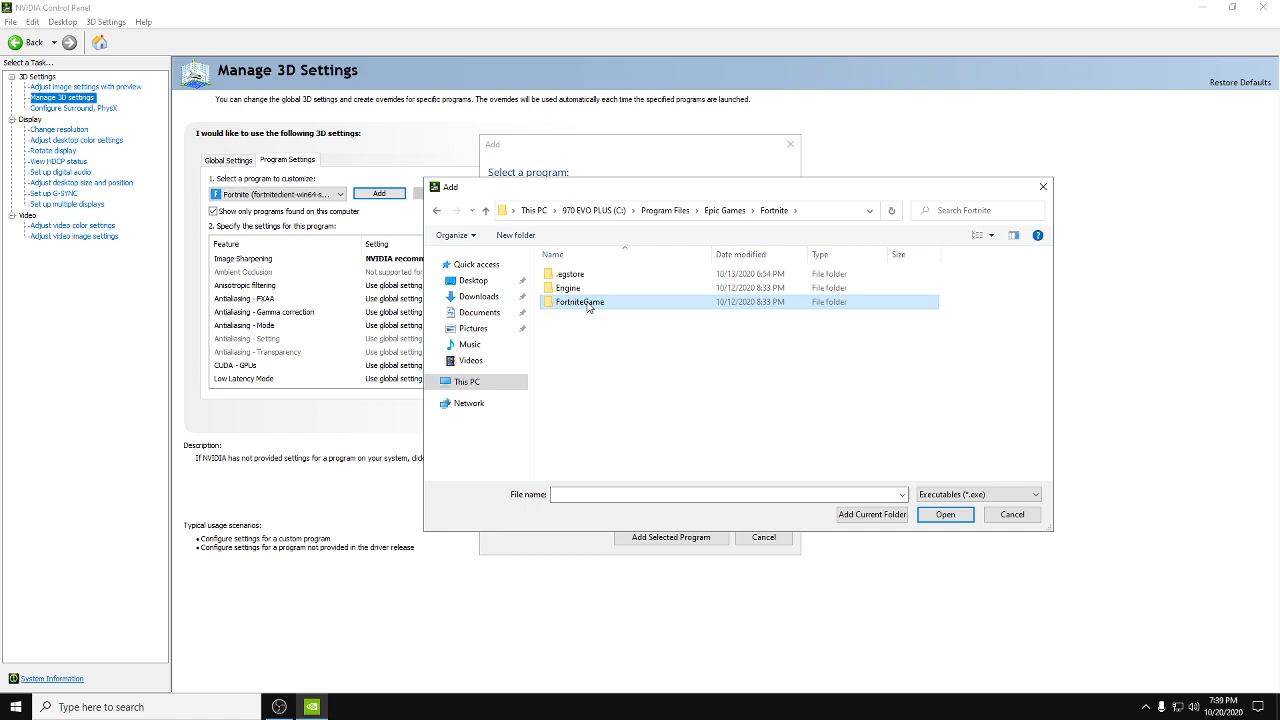 NVIDIA Control Panel
File Edit Desktop 3D Settings Help
Back
Select a Task...
3D Settings
Adjust image settings with preview
Manage 3D settings
Configure Surround, PhysX
Display
Change resolution
Adjust desktop color settings
Rotate display
View HDCP status
Set up digital audio
Adjust desktop size and position
Set up G-SYNC
Set up multiple displays
Video
Adjust video color settings
Adjust video image settings
System Information
Manage 3D Settings
Restore Defaults
You can change the global 3D settings and create overrides for specific programs. The overrides will be used automatically each time the specified programs are launched.
I would like to use the following 3D settings:
Global Settings Program Settings
1. Select a program to customize:
Fortnite (fortniteclient-win64-s... Add
Show only programs found on this computer
2. Specify the settings for this program:
Feature Setting
Image Sharpening NVIDIA recomm
Ambient Occlusion Not supported for
Anisotropic filtering Use global setting
Antialiasing - FXAA Use global setting
Antialiasing - Gamma correction Use global setting
Antialiasing - Mode Use global setting
Antialiasing - Setting Use global setting
Antialiasing - Transparency Use global setting
CUDA - GPUs Use global setting
Low Latency Mode Use global setting
Description:
If NVIDIA has not provided settings for a program on your system, clic
Typical usage scenarios:
• Configure settings for a custom program
• Configure settings for a program not provided in the driver release
Add
Select a program:
Add Selected Program Cancel
Add
This PC > 970 EVO PLUS (C:) > Program Files > Epic Games > Fortnite >
Search Fortnite
Organize New folder
Quick access
Desktop
Downloads
Documents
Pictures
Music
Videos
This PC
Network
Name Date modified Type Size
.egstore 10/13/2020 6:54 PM File folder
Engine 10/12/2020 8:33 PM File folder
FortniteGame 10/12/2020 8:33 PM File folder
File name: Executables (*.exe)
Add Current Folder Open Cancel
Type here to search
7:39 PM
10/20/2020